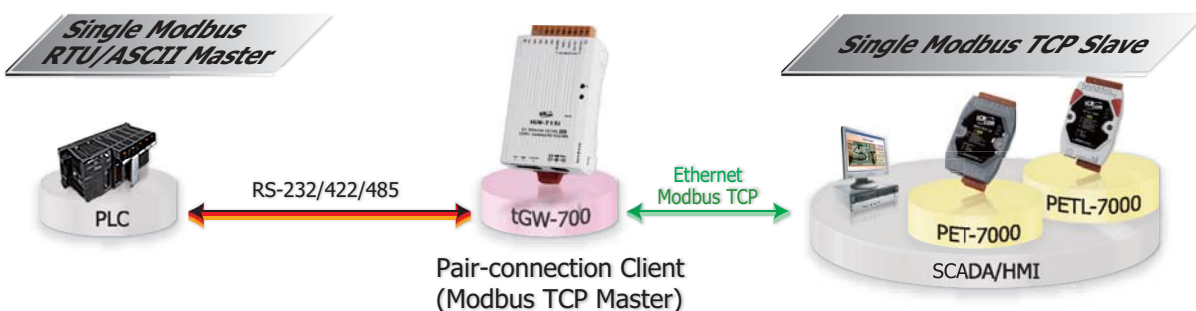 Single Modbus
RTU/ASCII Master
Single Modbus TCP Slave
PLC
RS-232/422/485
tGW-700
Ethernet
Modbus TCP
PET-7000
PETL-7000
SCADA/HMI
Pair-connection Client
(Modbus TCP Master)